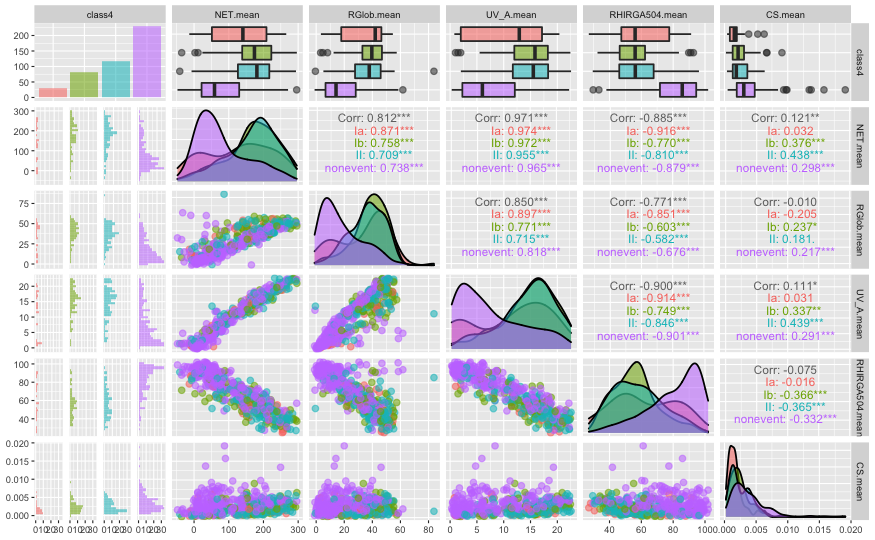 class4 NET.mean RGlob.mean UV_A.mean RHIRGA504.mean CS.mean
200
150
100
50
0
class4
300
200
100
0
Corr: 0.812*** Corr: 0.971*** Corr: -0.885*** Corr: 0.121**
Ia: 0.871*** Ia: 0.974*** Ia: -0.916*** Ia: 0.032
Ib: 0.758*** Ib: 0.972*** Ib: -0.770*** Ib: 0.376***
II: 0.709*** II: 0.955*** II: -0.810*** II: 0.438***
nonevent: 0.738*** nonevent: 0.965*** nonevent: -0.879*** nonevent: 0.298***
NET.mean
75
50
25
0
Corr: 0.850*** Corr: -0.771*** Corr: -0.010
Ia: 0.897*** Ia: -0.851*** Ia: -0.205
Ib: 0.771*** Ib: -0.603*** Ib: 0.237*
II: 0.715*** II: -0.582*** II: 0.181.
nonevent: 0.818*** nonevent: -0.676*** nonevent: 0.217***
RGlob.mean
20
15
10
5
0
Corr: -0.900*** Corr: 0.111*
Ia: -0.914*** Ia: 0.031
Ib: -0.749*** Ib: 0.337**
II: -0.846*** II: 0.439***
nonevent: -0.901*** nonevent: 0.291***
UV_A.mean
100
80
60
40
Corr: -0.075
Ia: -0.016
Ib: -0.366***
II: -0.365***
nonevent: -0.332***
RHIRGA504.mean
0.020
0.015
0.010
0.005
0.000
CS.mean
0 100 200 300 0 20 40 60 80 0 5 10 15 20 40 60 80 100 0.000 0.005 0.010 0.015 0.020